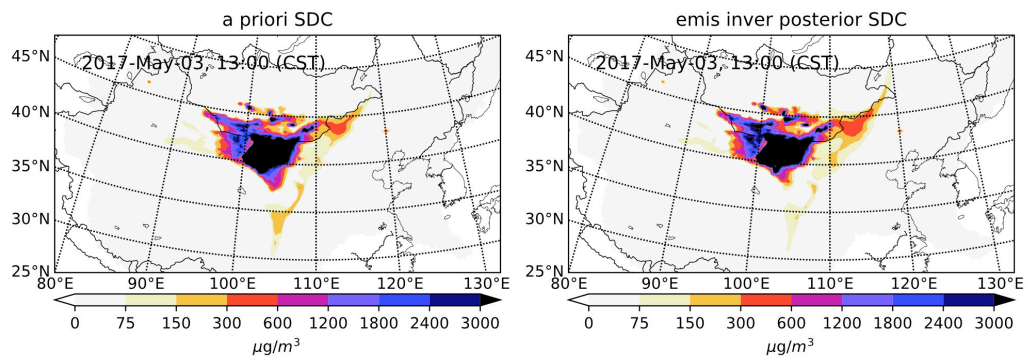 a priori SDC
emis inver posterior SDC
2017-May-03, 13:00 (CST)
2017-May-03, 13:00 (CST)
45°N
40°N
35°N
30°N
25°N
80°E
90°E
100°E
110°E
120°E
130°E
45°N
40°N
35°N
30°N
25°N
80°E
90°E
100°E
110°E
120°E
130°E
0 75 150 300 600 1200 1800 2400 3000
μg/m³
0 75 150 300 600 1200 1800 2400 3000
μg/m³